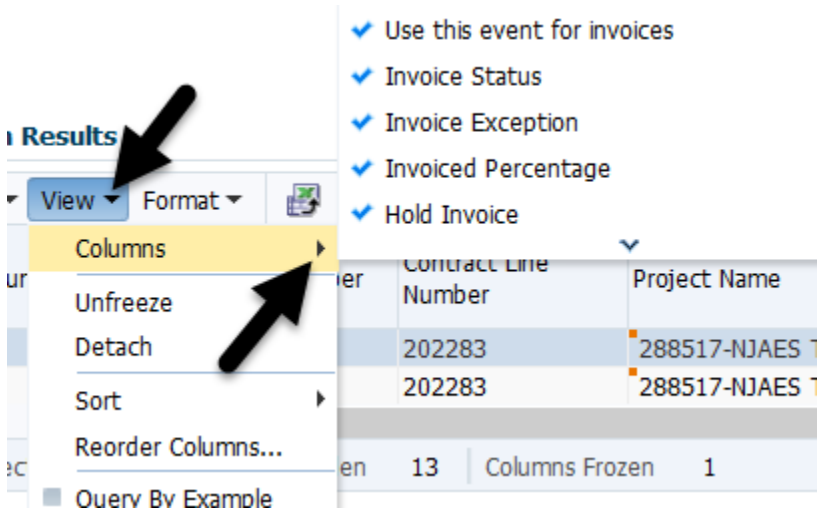 Use this event for invoices
Invoice Status
Invoice Exception
Invoiced Percentage
Hold Invoice
Results
View Format
Columns
Unfreeze
Detach
Sort
Reorder Columns...
Query By Example
Contract Line
Number
Project Name
202283 288517-NJAES
202283 288517-NJAES
13 Columns Frozen 1